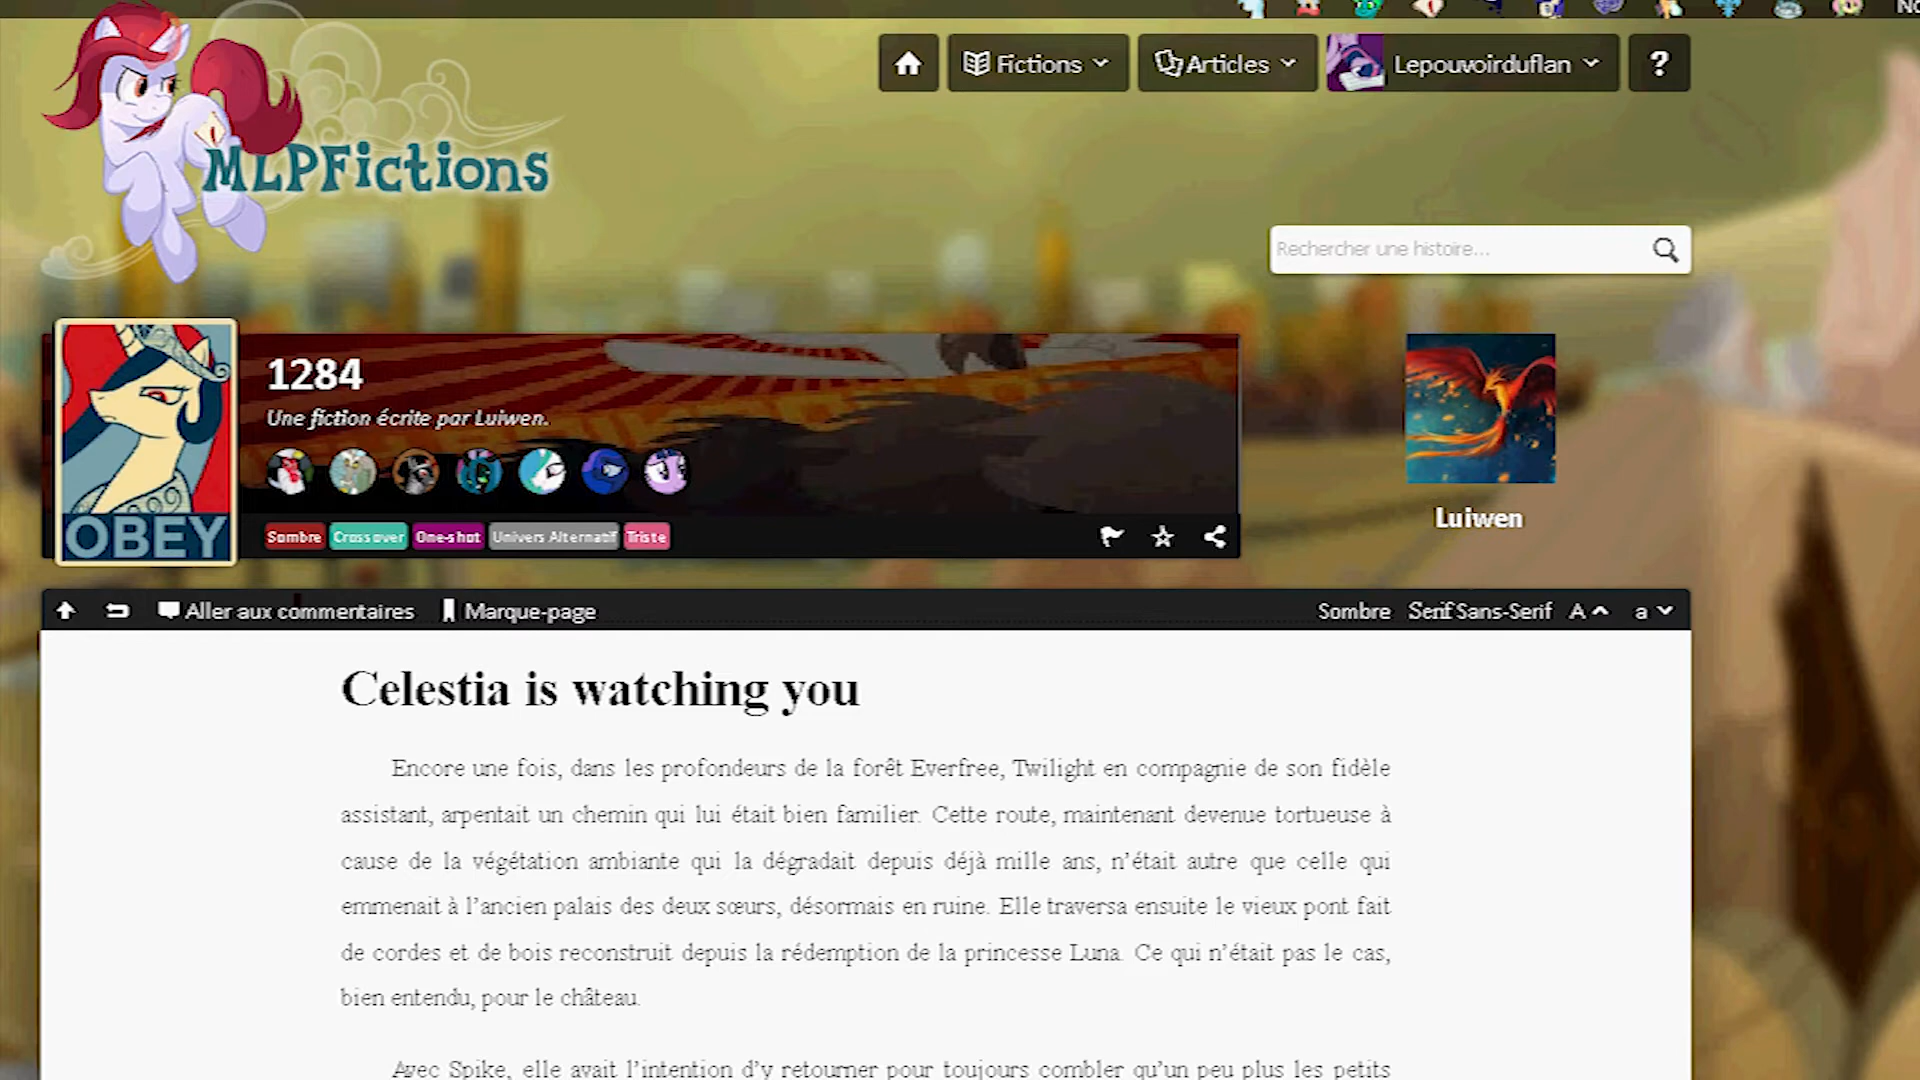 No
Fictions
Articles
Lepouvoirduflan
?
MLPFictions
Rechercher une histoire...
1284
Une fiction écrite par Luiwen.
OBEY
Sombre
Crossover
One-shot
Univers Alternatif
Triste
Luiwen
Aller aux commentaires
Marque-page
Sombre
Serif Sans-Serif
A
a
Celestia is watching you
Encore une fois, dans les profondeurs de la forêt Everfree, Twilight en compagnie de son fidèle
assistant, arpentait un chemin qui lui était bien familier. Cette route, maintenant devenue tortueuse à
cause de la végétation ambiante qui la dégradait depuis déjà mille ans, n’était autre que celle qui
emmenait à l’ancien palais des deux sœurs, désormais en ruine. Elle traversa ensuite le vieux pont fait
de cordes et de bois reconstruit depuis la rédemption de la princesse Luna. Ce qui n’était pas le cas,
bien entendu, pour le château.
Avec Spike, elle avait l’intention d’y retourner pour toujours combler qu’un peu plus les petits